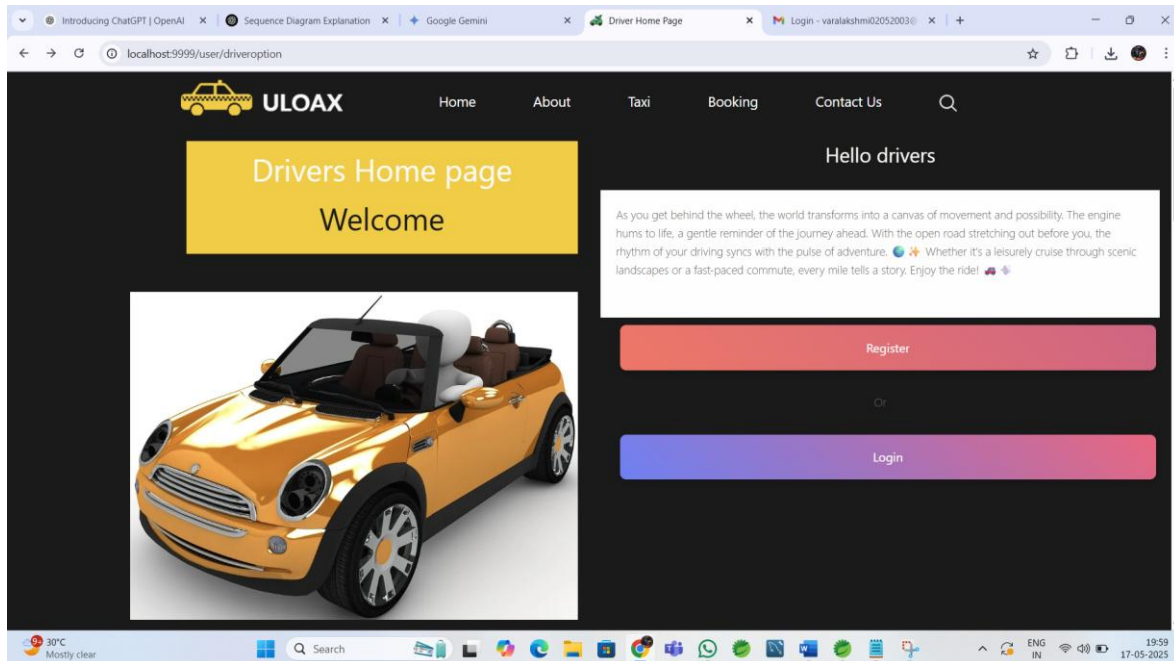 Introducing ChatGPT | OpenAI
Sequence Diagram Explanation
Google Gemini
Driver Home Page
Login - varalakshmi02052003@
localhost:9999/user/driveroption
ULOAX
Home
About
Taxi
Booking
Contact Us
Drivers Home page
Welcome
Hello drivers
As you get behind the wheel, the world transforms into a canvas of movement and possibility. The engine
hums to life, a gentle reminder of the journey ahead. With the open road stretching out before you, the
rhythm of your driving syncs with the pulse of adventure. 🌍 ✨ Whether it's a leisurely cruise through scenic
landscapes or a fast-paced commute, every mile tells a story. Enjoy the ride! 🚗 💨
Register
Or
Login
9+
30°C
Mostly clear
Search
ENG
IN
19:59
17-05-2025